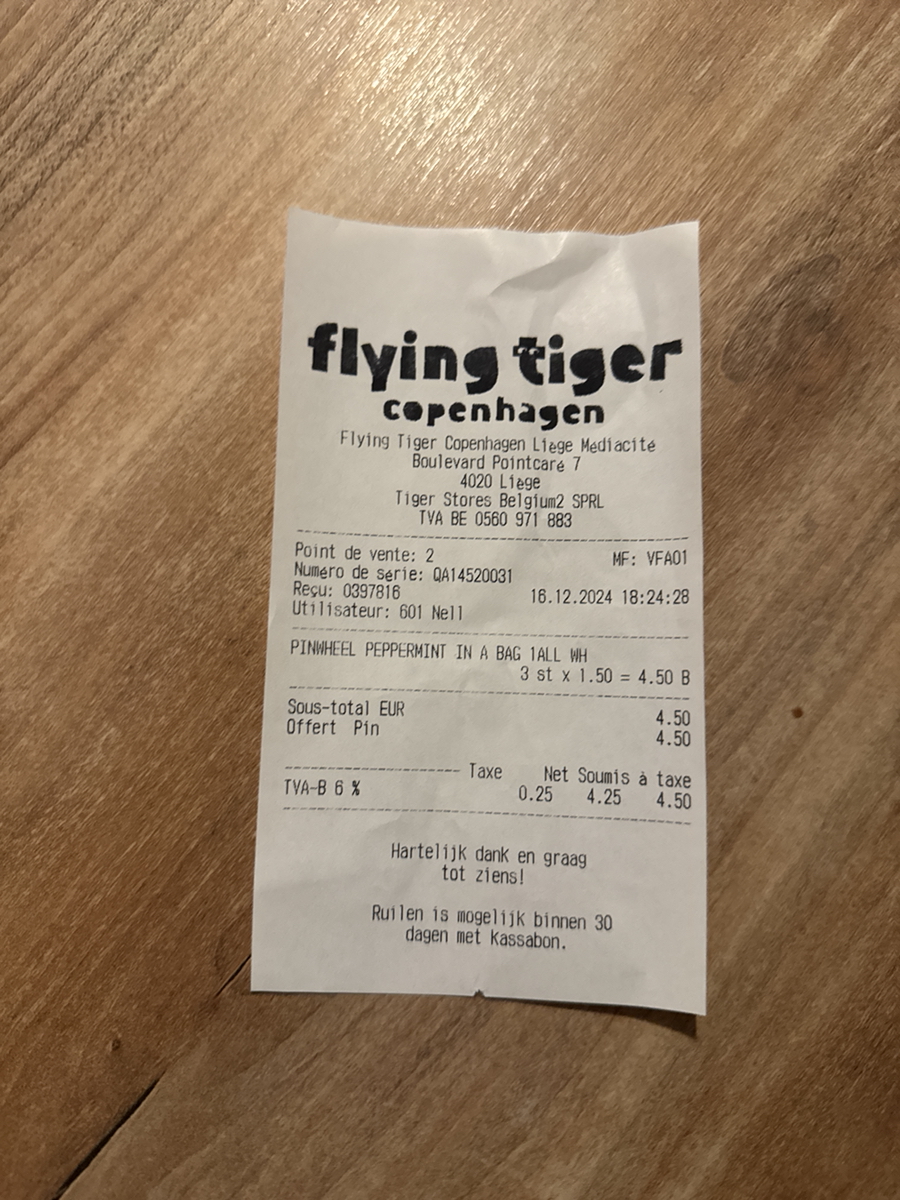 flying tiger
copenhagen
Flying Tiger Copenhagen Liège Médiacité
Boulevard Pointcaré 7
4020 Liège
Tiger Stores Belgium2 SPRL
TVA BE 0560 971 883
Point de vente: 2 MF: VFA01
Numéro de série: QA14520031
Reçu: 0397816 16.12.2024 18:24:28
Utilisateur: 601 Nell
PINWHEEL PEPPERMINT IN A BAG 1ALL WH
3 st x 1.50 = 4.50 B
Sous-total EUR 4.50
Offert Pin 4.50
Taxe Net Soumis à taxe
TVA-B 6 % 0.25 4.25 4.50
Hartelijk dank en graag
tot ziens!
Ruilen is mogelijk binnen 30
dagen met Kassabon.